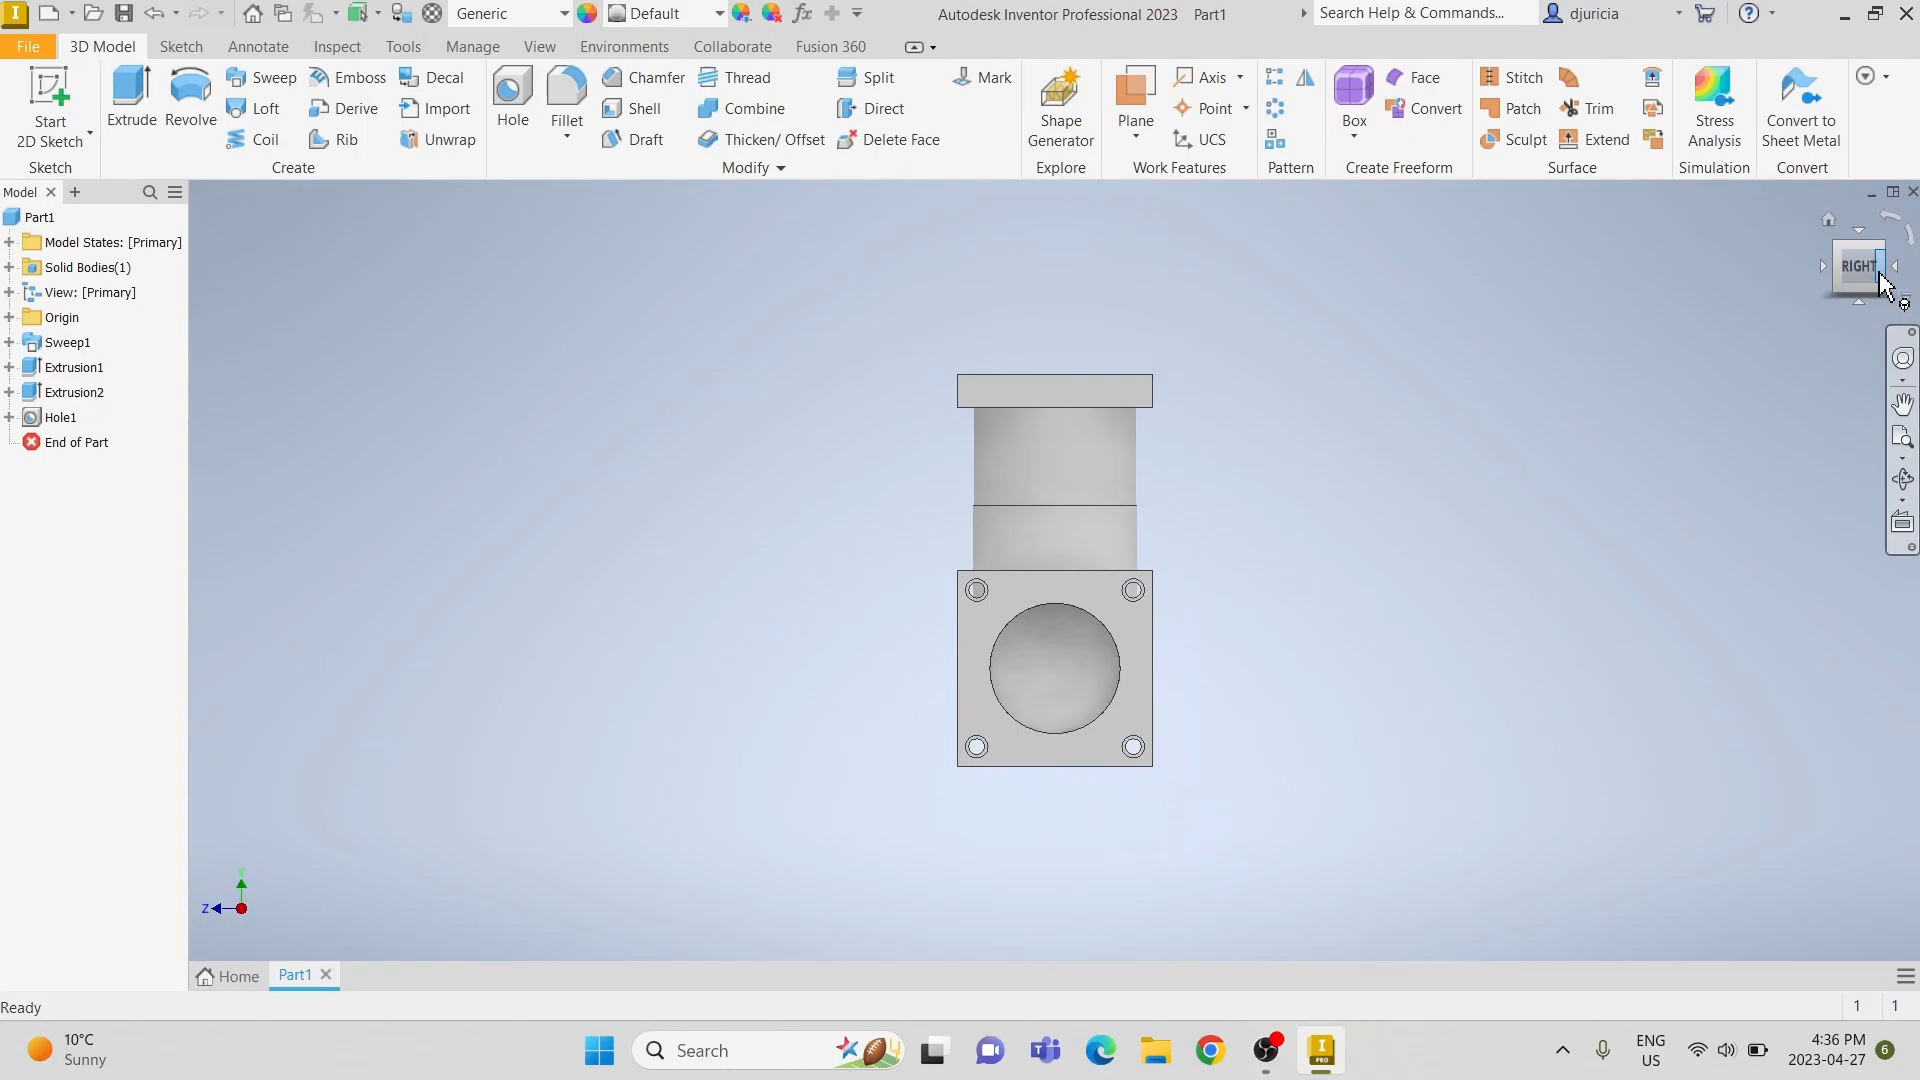 Generic
Default
fx
Autodesk Inventor Professional 2023 Part1
Search Help & Commands...
djuricia
File 3D Model Sketch Annotate Inspect Tools Manage View Environments Collaborate Fusion 360
Start
2D Sketch
Sketch
Extrude Revolve
Sweep Emboss Decal
Loft Derive Import
Coil Rib Unwrap
Create
Hole Fillet
Chamfer Thread Split Mark
Shell Combine Direct
Draft Thicken/ Offset Delete Face
Modify
Shape
Generator
Explore
Plane
Axis
Point
UCS
Work Features
Pattern
Box
Face
Convert
Create Freeform
Stitch
Patch Trim
Sculpt Extend
Surface
Stress
Analysis
Simulation
Convert to
Sheet Metal
Convert
Model
Part1
Model States: [Primary]
Solid Bodies(1)
View: [Primary]
Origin
Sweep1
Extrusion1
Extrusion2
Hole1
End of Part
RIGHT
Y
Z
Home Part1
Ready
1 1
10°C
Sunny
Search
I
PRO
ENG
US
4:36 PM
2023-04-27
6